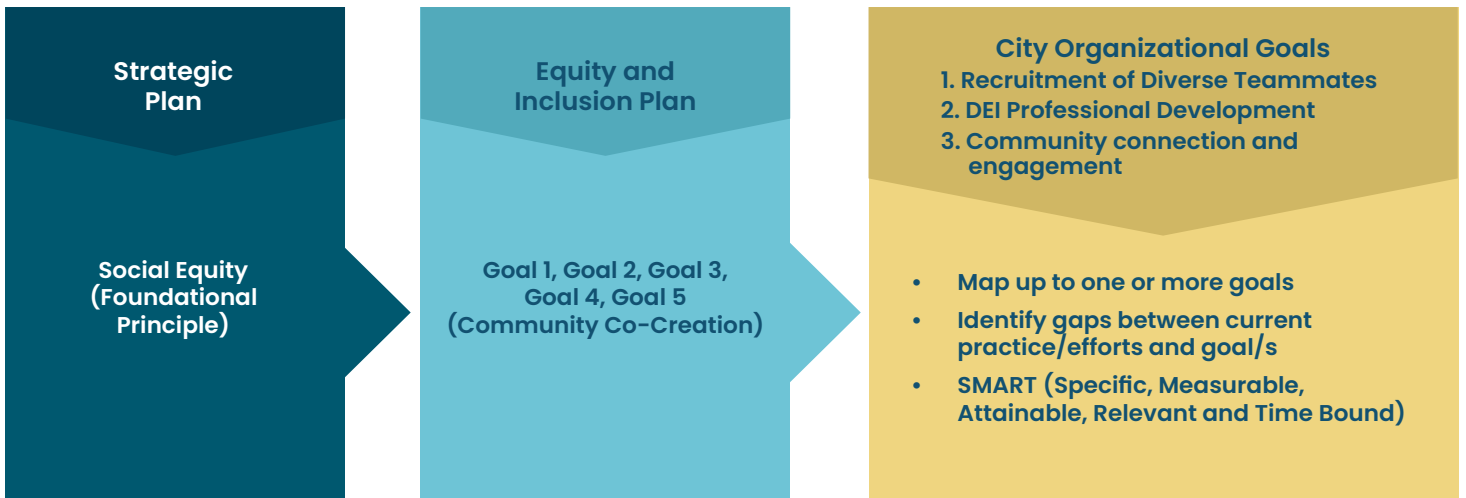 Strategic
Plan
Social Equity
(Foundational
Principle)
Equity and
Inclusion Plan
Goal 1, Goal 2, Goal 3,
Goal 4, Goal 5
(Community Co-Creation)
City Organizational Goals
1. Recruitment of Diverse Teammates
2. DEI Professional Development
3. Community connection and
engagement
• Map up to one or more goals
• Identify gaps between current
practice/efforts and goal/s
• SMART (Specific, Measurable,
Attainable, Relevant and Time Bound)